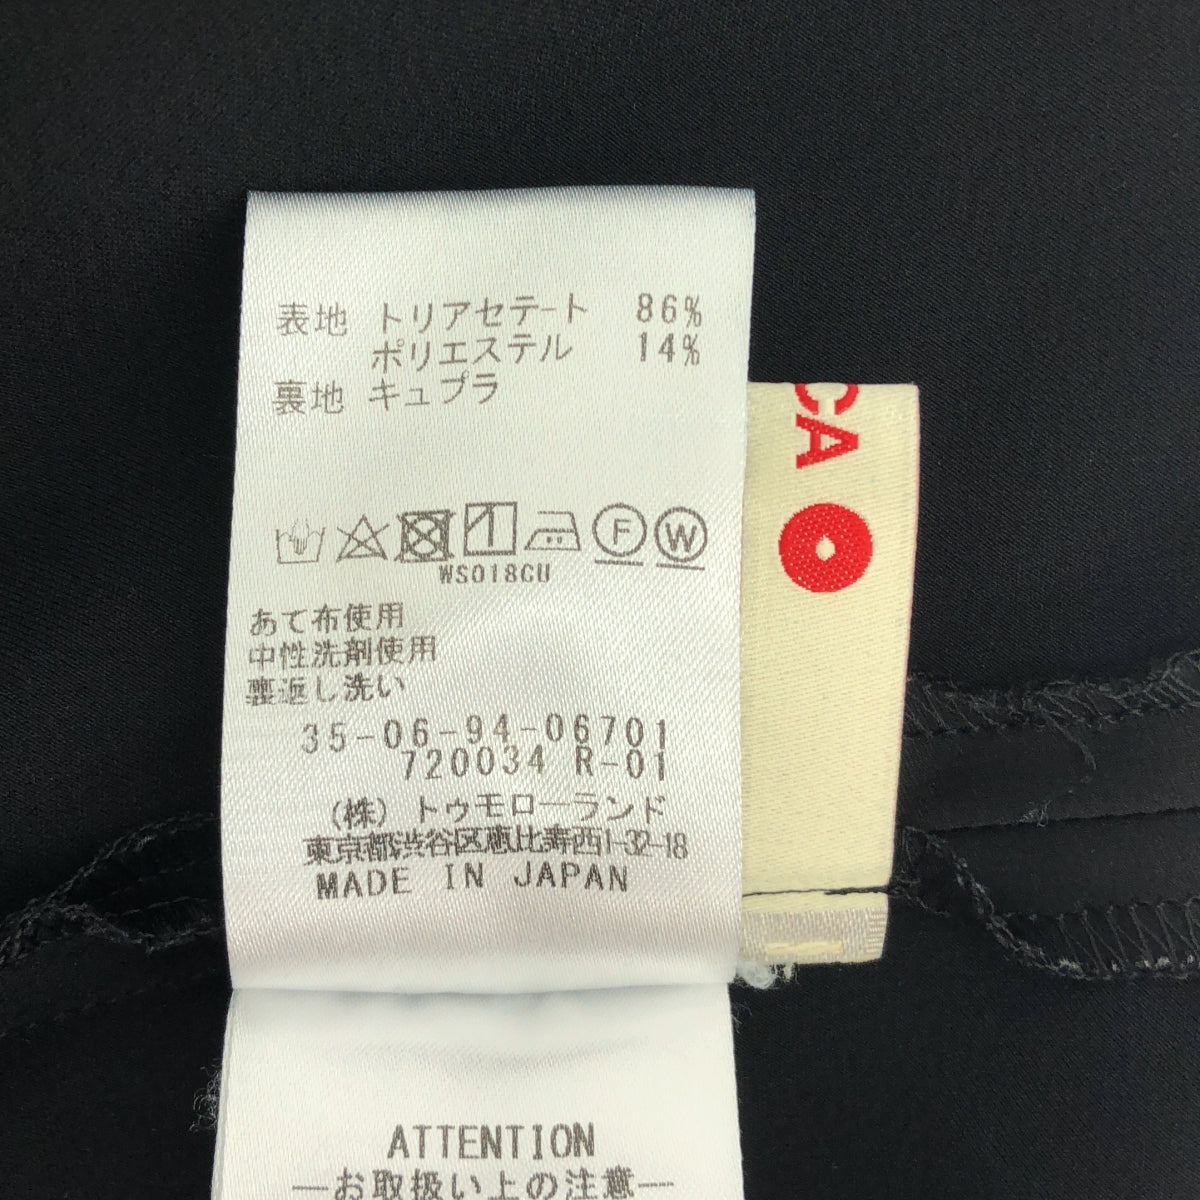 表地 トリアセテート 86%
ポリエステル 14%
裏地 キュプラ
F W
WS018CU
あて布使用
中性洗剤使用
裏返し洗い
35-06-94-06701
720034 R-01
(株) トゥモローランド
東京都渋谷区恵比寿西1-32-18
MADE IN JAPAN
ATTENTION
—お取扱い上の注意—
CA